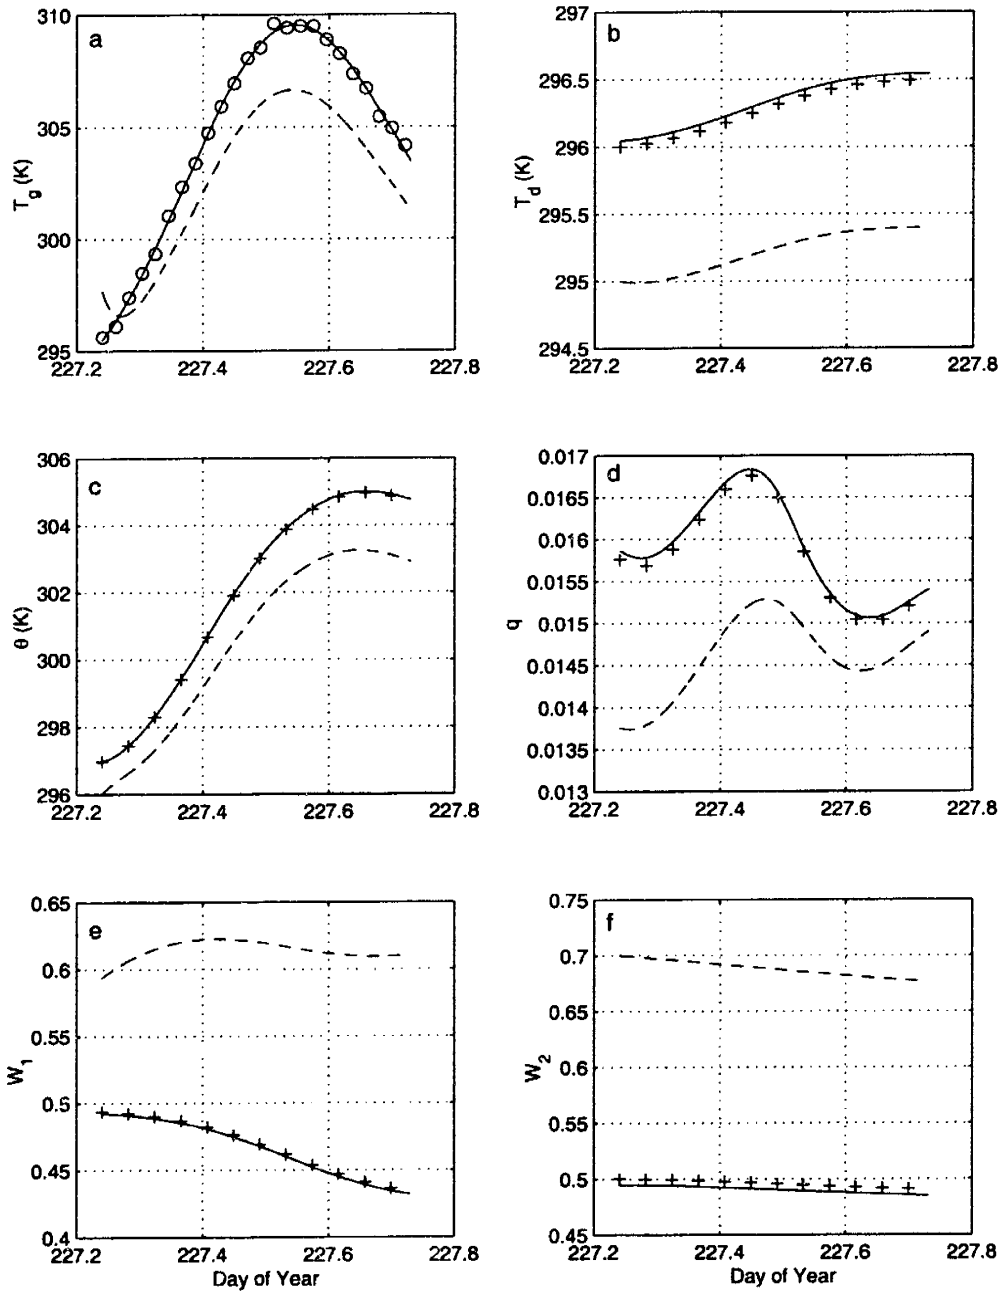 310
a
305
300
295
T_g (K)
227.2 227.4 227.6 227.8
297
b
296.5
296
295.5
295
294.5
T_d (K)
227.2 227.4 227.6 227.8
306
c
304
302
300
298
296
θ (K)
227.2 227.4 227.6 227.8
0.017
d
0.0165
0.016
0.0155
0.015
0.0145
0.014
0.0135
0.013
q
227.2 227.4 227.6 227.8
0.65
e
0.6
0.55
0.5
0.45
0.4
W_1
227.2 227.4 227.6 227.8
Day of Year
0.75
f
0.7
0.65
0.6
0.55
0.5
0.45
W_2
227.2 227.4 227.6 227.8
Day of Year